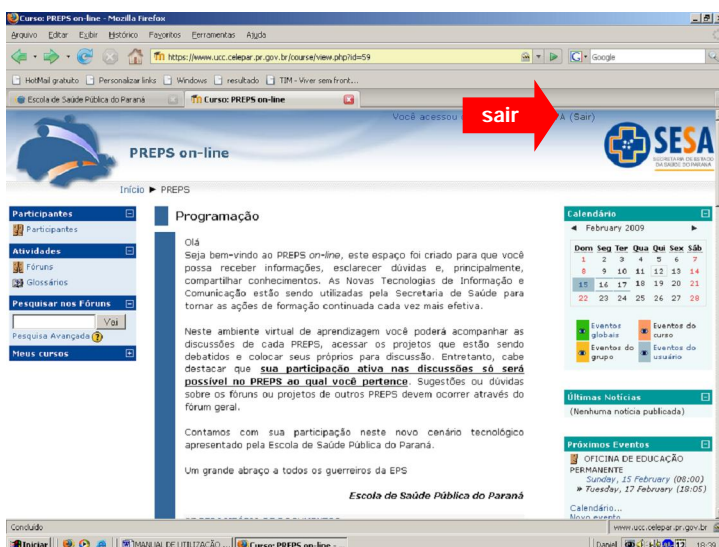 Curso: PREPS on-line - Mozilla Firefox
Arquivo Editar Exibir Histórico Favoritos Ferramentas Ajuda
https://www.ucc.celepar.pr.gov.br/course/view.php?id=59
Google
HotMail gratuito Personalizar links Windows resultado TIM - Viver sem front...
Escola de Saúde Pública do Paraná
Curso: PREPS on-line
Você acessou
sair
A (Sair)
PREPS on-line
SESA
SECRETARIA DE ESTADO
DA SAÚDE DO PARANÁ
Início ► PREPS
Participantes
Participantes
Atividades
Fóruns
Glossários
Pesquisar nos Fóruns
Vai
Pesquisa Avançada
Meus cursos
Programação
Olá
Seja bem-vindo ao PREPS on-line, este espaço foi criado para que você
possa receber informações, esclarecer dúvidas e, principalmente,
compartilhar conhecimentos. As Novas Tecnologias de Informação e
Comunicação estão sendo utilizadas pela Secretaria de Saúde para
tornar as ações de formação continuada cada vez mais efetiva.
Neste ambiente virtual de aprendizagem você poderá acompanhar as
discussões de cada PREPS, acessar os projetos que estão sendo
debatidos e colocar seus próprios para discussão. Entretanto, cabe
destacar que sua participação ativa nas discussões só será
possível no PREPS ao qual você pertence. Sugestões ou dúvidas
sobre os fóruns ou projetos de outros PREPS devem ocorrer através do
fórum geral.
Contamos com sua participação neste novo cenário tecnológico
apresentado pela Escola de Saúde Pública do Paraná.
Um grande abraço a todos os guerreiros da EPS
Escola de Saúde Pública do Paraná
Calendário
◄ February 2009 ►
Dom Seg Ter Qua Qui Sex Sáb
1 2 3 4 5 6 7
8 9 10 11 12 13 14
15 16 17 18 19 20 21
22 23 24 25 26 27 28
Eventos globais
Eventos do curso
Eventos do grupo
Eventos do usuário
Últimas Notícias
(Nenhuma notícia publicada)
Próximos Eventos
OFICINA DE EDUCAÇÃO
PERMANENTE
Sunday, 15 February (08:00)
» Tuesday, 17 February (18:05)
Calendário...
Novo evento
Concluído
www.ucc.celepar.pr.gov.br
Iniciar
MANUAL DE UTILIZAÇÃO
Curso: PREPS on-line -
Daniel
18:39